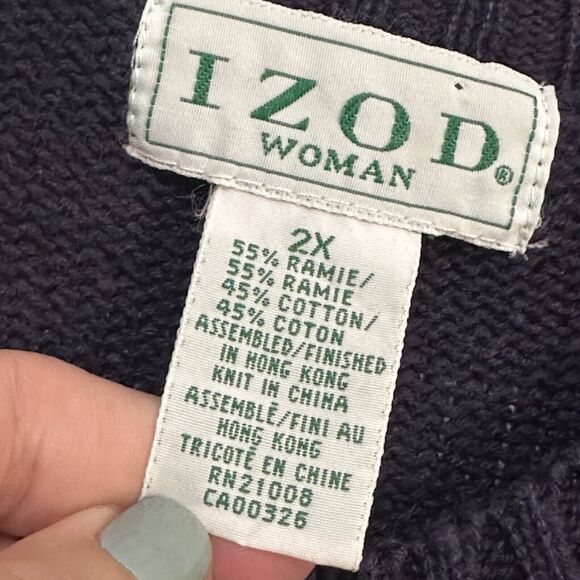 IZOD®
WOMAN
2X
55% RAMIE/
55% RAMIE
45% COTTON/
45% COTON
ASSEMBLED/FINISHED
IN HONG KONG
KNIT IN CHINA
ASSEMBLÉ/FINI AU
HONG KONG
TRICOTÉ EN CHINE
RN21008
CA00326